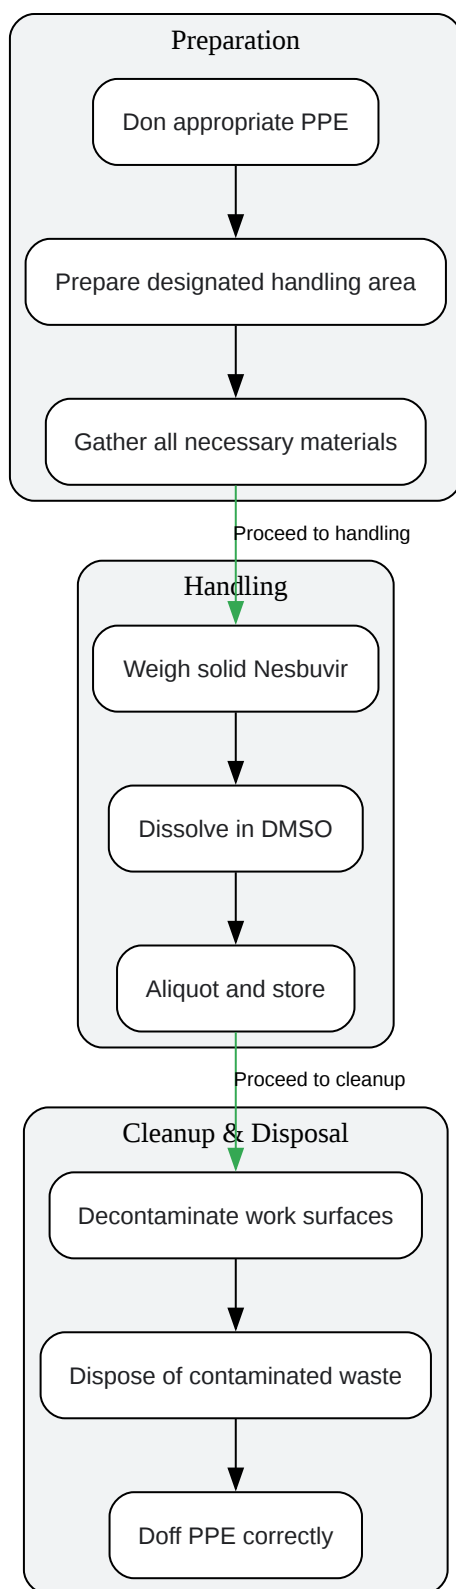 Preparation
Don appropriate PPE
Prepare designated handling area
Gather all necessary materials
Proceed to handling
Handling
Weigh solid Nesbuvir
Dissolve in DMSO
Aliquot and store
Proceed to cleanup
Cleanup & Disposal
Decontaminate work surfaces
Dispose of contaminated waste
Doff PPE correctly